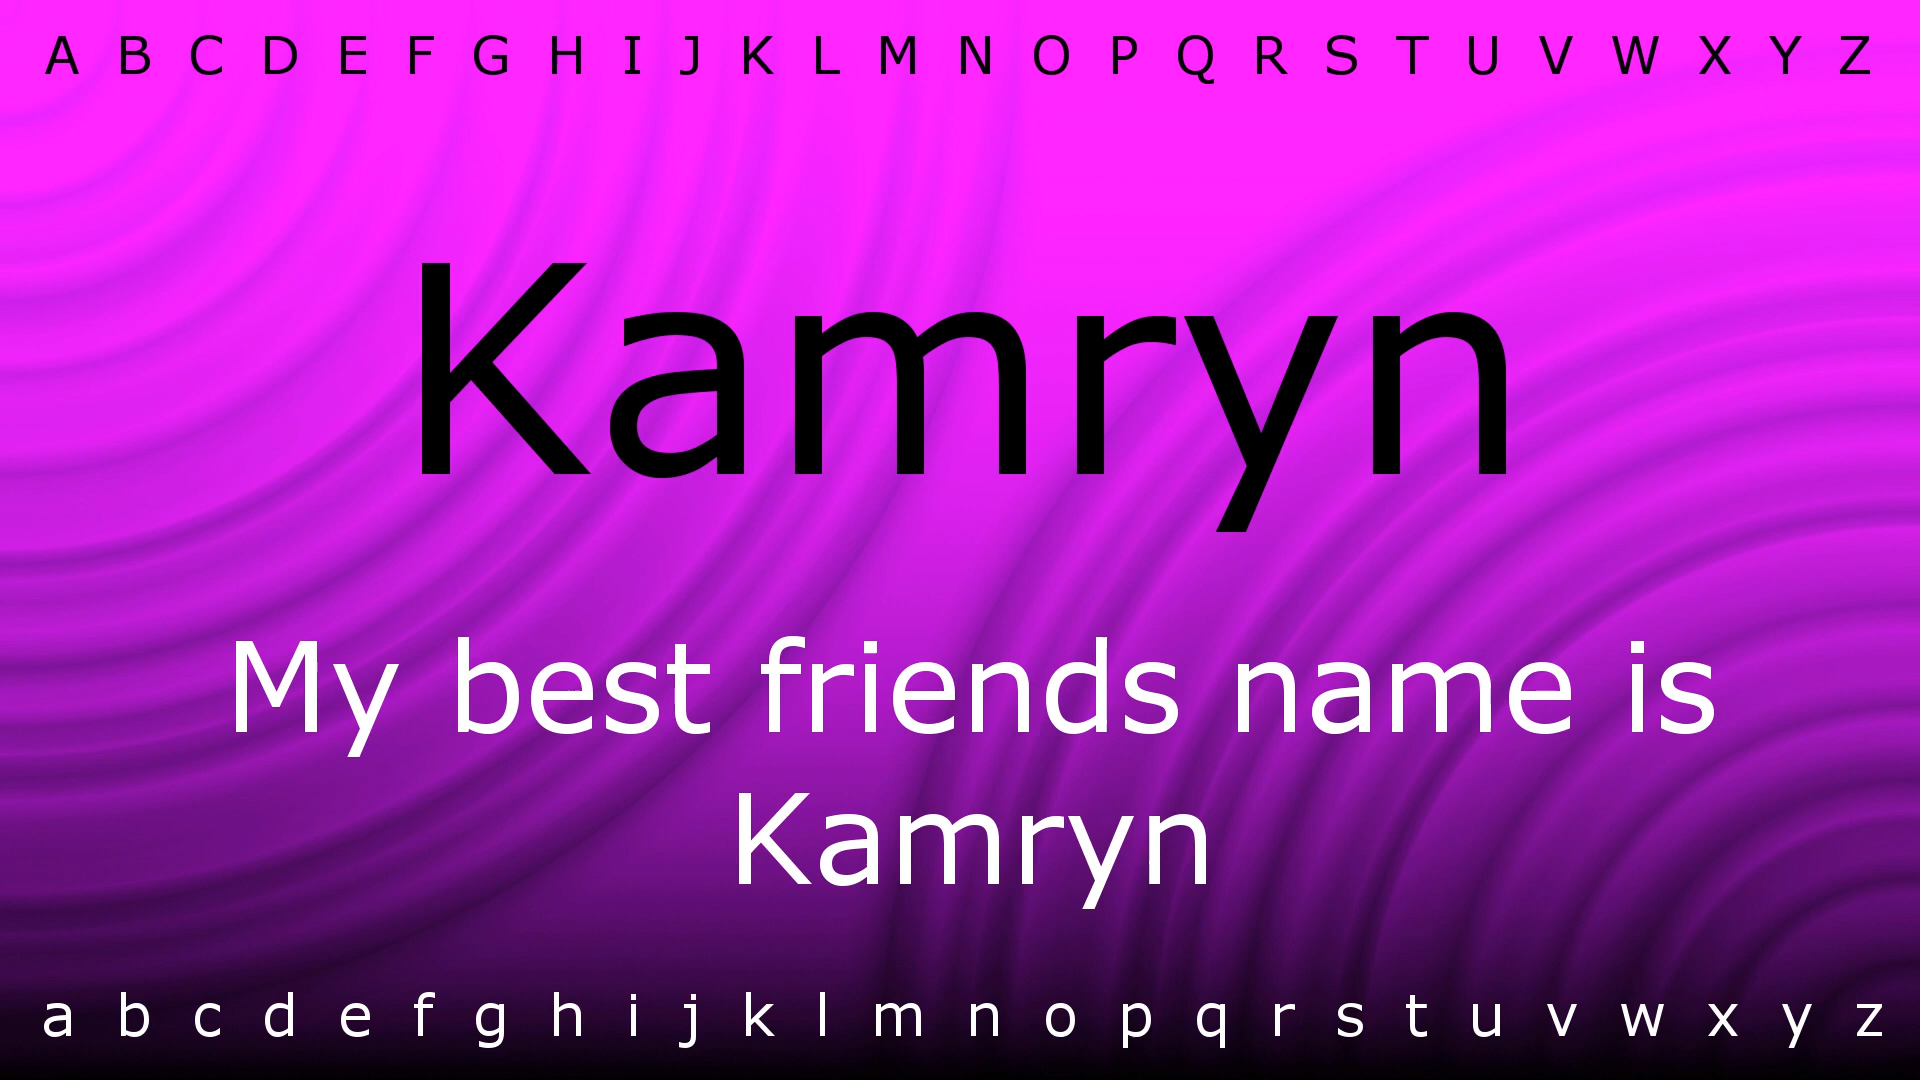 A B C D E F G H I J K L M N O P Q R S T U V W X Y Z
Kamryn
My best friends name is
Kamryn
a b c d e f g h i j k l m n o p q r s t u v w x y z